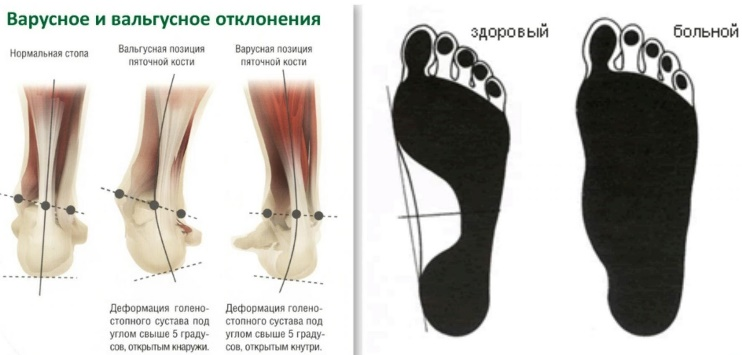 Варусное и вальгусное отклонения
Нормальная стопа
Вальгусная позиция
пяточной кости
Варусная позиция
пяточной кости
Деформация голено-
стопного сустава под
углом свыше 5 граду-
сов, открытым кнаружи.
Деформация голено-
стопного сустава под
углом свыше 5 граду-
сов, открытым кнутри.
здоровый
больной